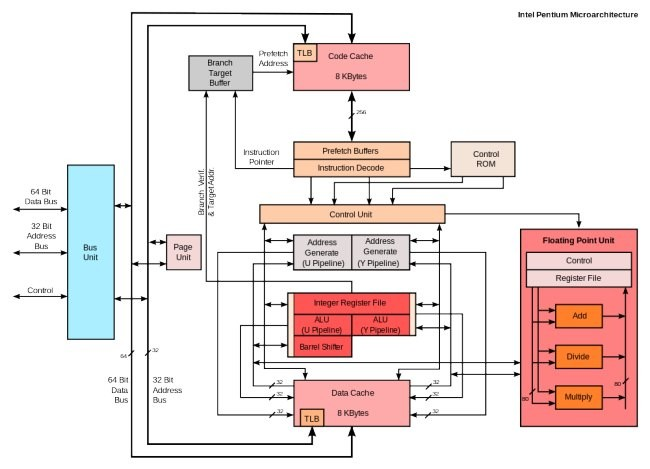 Intel Pentium Microarchitecture
TLB
Code Cache
8 KBytes
Prefetch
Address
Branch
Target
Buffer
256
Prefetch Buffers
Instruction Decode
Instruction
Pointer
Control
ROM
Branch Verif.
& Target Addr.
Control Unit
64 Bit
Data Bus
32 Bit
Address
Bus
Control
Bus
Unit
Page
Unit
Address
Generate
(U Pipeline)
Address
Generate
(Y Pipeline)
Integer Register File
ALU
(U Pipeline)
ALU
(Y Pipeline)
Barrel Shifter
Floating Point Unit
Control
Register File
Add
Divide
Multiply
80
80
64
32
64 Bit
Data
Bus
32 Bit
Address
Bus
32
32
32
32
32
32
Data Cache
8 KBytes
TLB